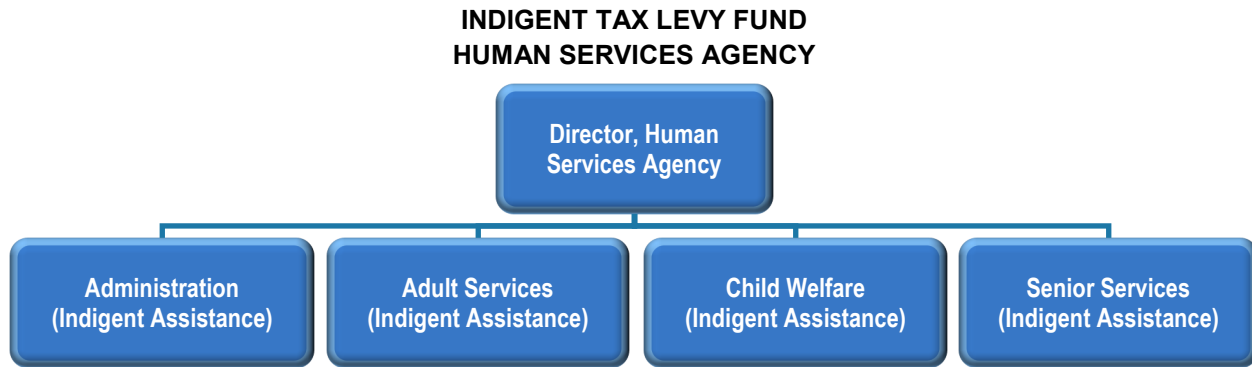 INDIGENT TAX LEVY FUND
HUMAN SERVICES AGENCY
Director, Human
Services Agency
Administration
(Indigent Assistance)
Adult Services
(Indigent Assistance)
Child Welfare
(Indigent Assistance)
Senior Services
(Indigent Assistance)